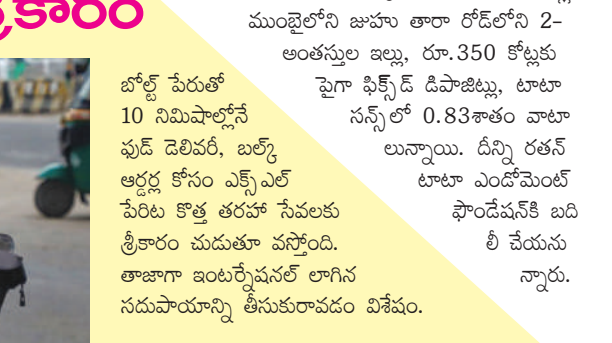 ముంబైలోని జుహు తారా రోడ్‌లోని 2-
అంతస్తుల ఇల్లు, రూ.350 కోట్లకు
పైగా ఫిక్స్‌డ్ డిపాజిట్లు, టాటా
సన్స్‌లో 0.83శాతం వాటా
లున్నాయి. దీన్ని రతన్
టాటా ఎండోమెంట్
ఫౌండేషన్‌కి బది
లీ చేయను
న్నారు.
బోల్ట్ పేరుతో
10 నిమిషాల్లోనే
ఫుడ్ డెలివరీ, బల్క్
ఆర్డర్ల కోసం ఎక్స్ఎల్
పేరిట కొత్త తరహా సేవలకు
శ్రీకారం చుడుతూ వస్తోంది.
తాజాగా ఇంటర్నేషనల్ లాగిన
సదుపాయాన్ని తీసుకురావడం విశేషం.